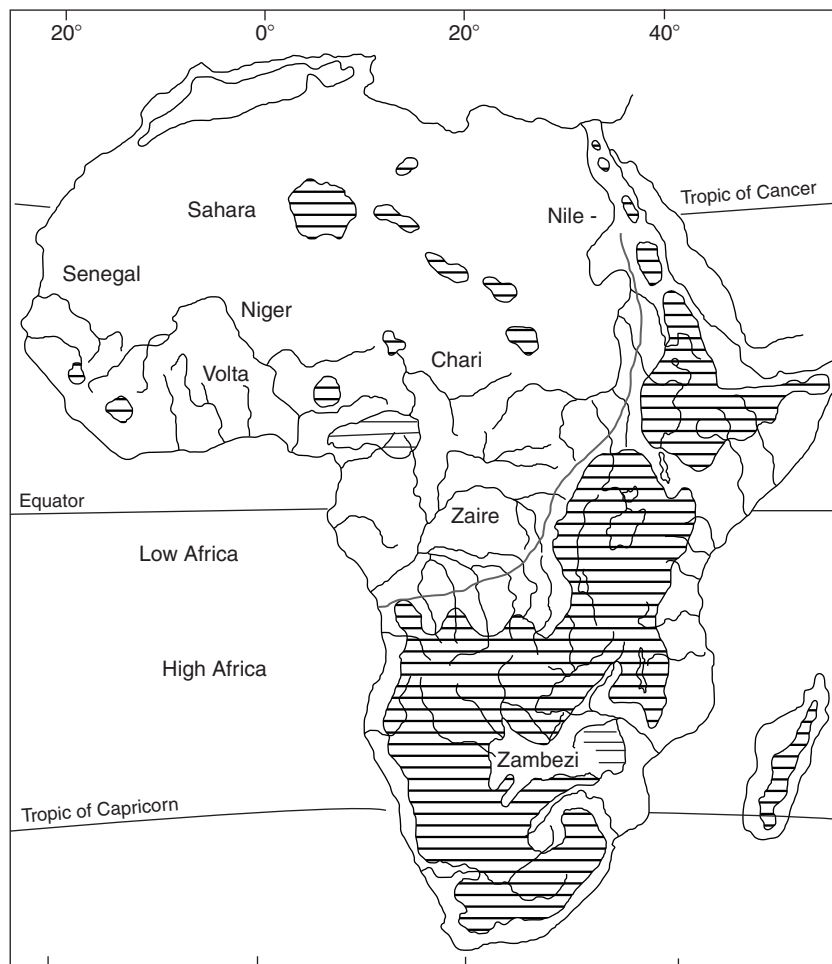 20° 0° 20° 40°
Tropic of Cancer
Sahara
Nile -
Senegal
Niger
Chari
Volta
Equator
Zaire
Low Africa
High Africa
Zambezi
Tropic of Capricorn